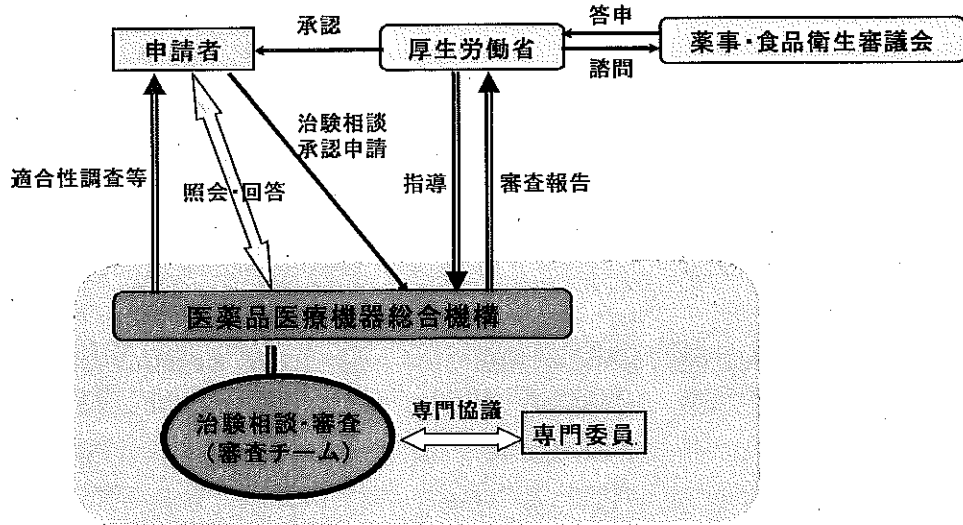 答申
承認
申請者
厚生労働省
薬事・食品衛生審議会
諮問
治験相談
承認申請
適合性調査等
照会・回答
指導
審査報告
医薬品医療機器総合機構
治験相談・審査
(審査チーム)
専門協議
専門委員